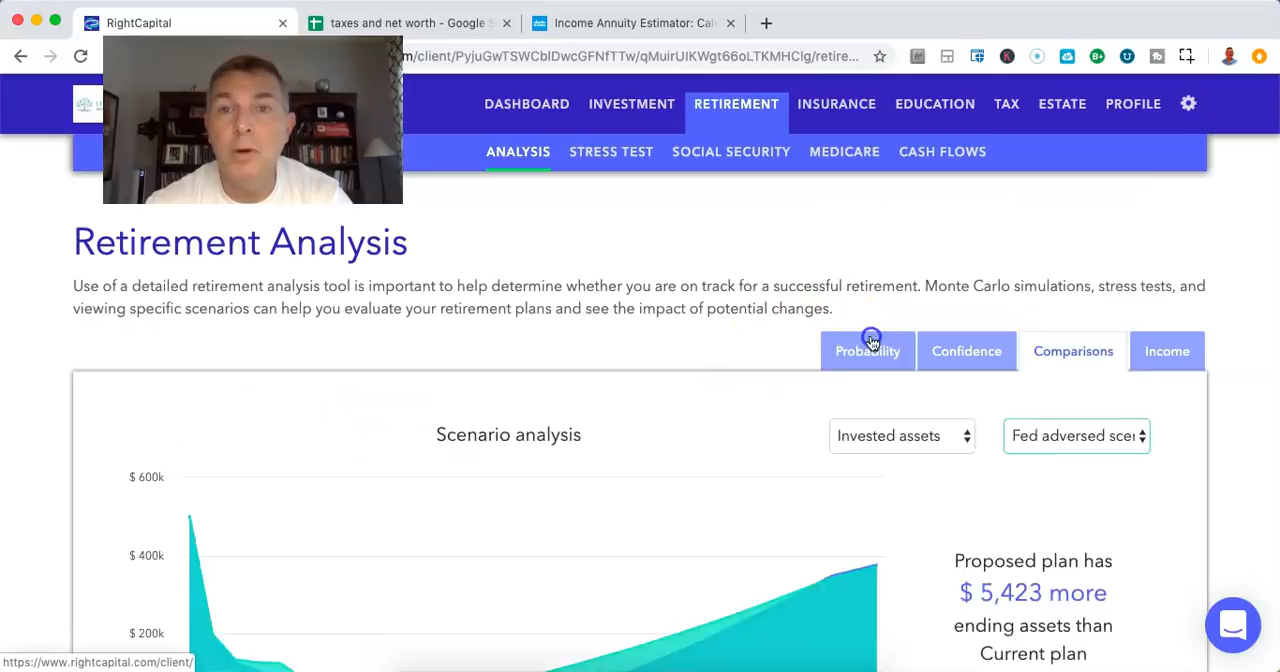 RightCapital
taxes and net worth - Google S
Income Annuity Estimator: Cal
m/client/PyjuGwTSWCblDwcGFNfTTw/qMuirUIKWgt66oLTKMHClg/retire...
DASHBOARD INVESTMENT RETIREMENT INSURANCE EDUCATION TAX ESTATE PROFILE
ANALYSIS STRESS TEST SOCIAL SECURITY MEDICARE CASH FLOWS
Retirement Analysis
Use of a detailed retirement analysis tool is important to help determine whether you are on track for a successful retirement. Monte Carlo simulations, stress tests, and
viewing specific scenarios can help you evaluate your retirement plans and see the impact of potential changes.
Probability Confidence Comparisons Income
Scenario analysis
Invested assets
Fed adversed scer
$ 600k
$ 400k
$ 200k
Proposed plan has
$ 5,423 more
ending assets than
Current plan
https://www.rightcapital.com/client/